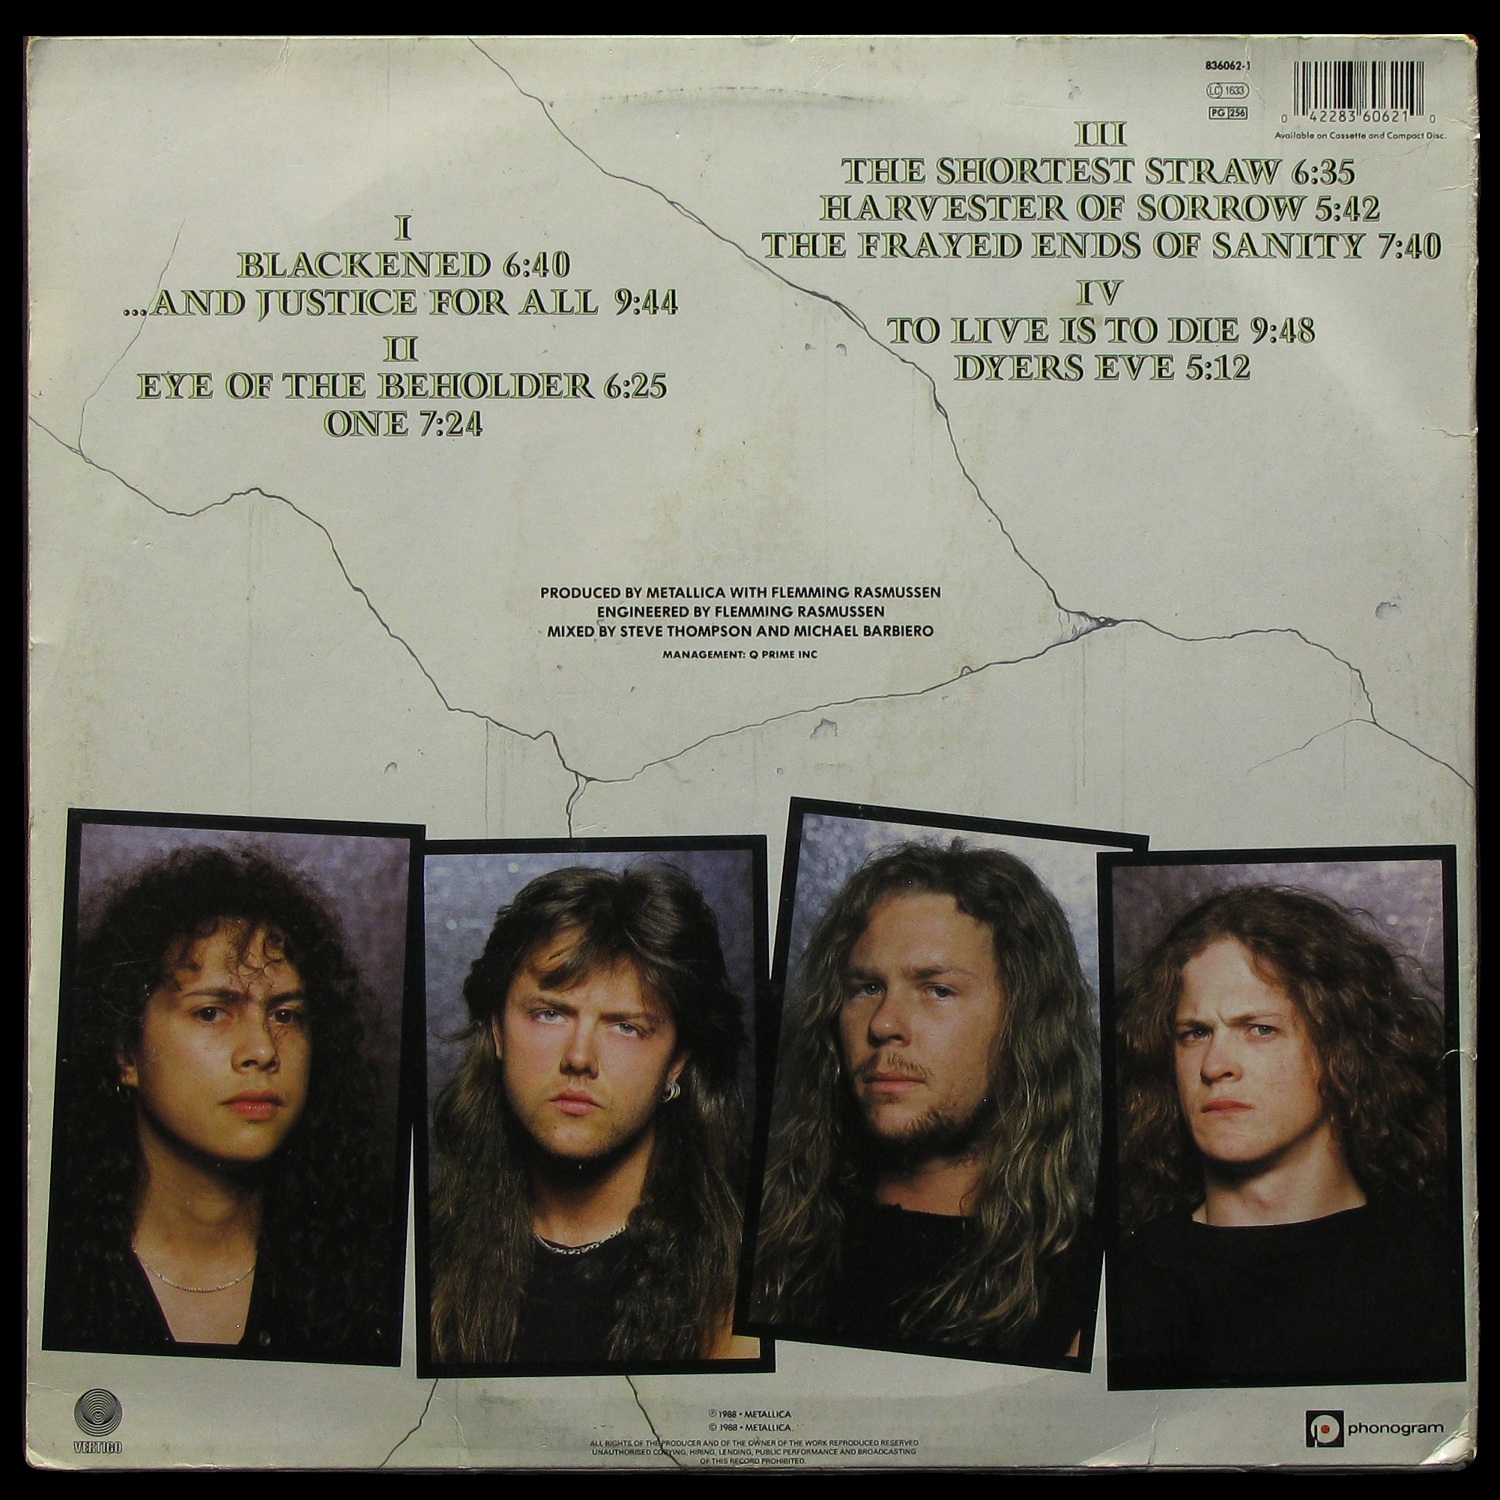 I
BLACKENED 6:40
...AND JUSTICE FOR ALL 9:44
II
EYE OF THE BEHOLDER 6:25
ONE 7:24
836062-1
LC 1633
PG 256
0 42283 60621 0
Available on Cassette and Compact Disc.
III
THE SHORTEST STRAW 6:35
HARVESTER OF SORROW 5:42
THE FRAYED ENDS OF SANITY 7:40
IV
TO LIVE IS TO DIE 9:48
DYERS EVE 5:12
PRODUCED BY METALLICA WITH FLEMMING RASMUSSEN
ENGINEERED BY FLEMMING RASMUSSEN
MIXED BY STEVE THOMPSON AND MICHAEL BARBIERO
MANAGEMENT: Q PRIME INC
VERTIGO
℗ 1988 • METALLICA
© 1988 • METALLICA.
ALL RIGHTS OF THE PRODUCER AND OF THE OWNER OF THE WORK REPRODUCED RESERVED
UNAUTHORISED COPYING, HIRING, LENDING, PUBLIC PERFORMANCE AND BROADCASTING
OF THIS RECORD PROHIBITED.
phonogram